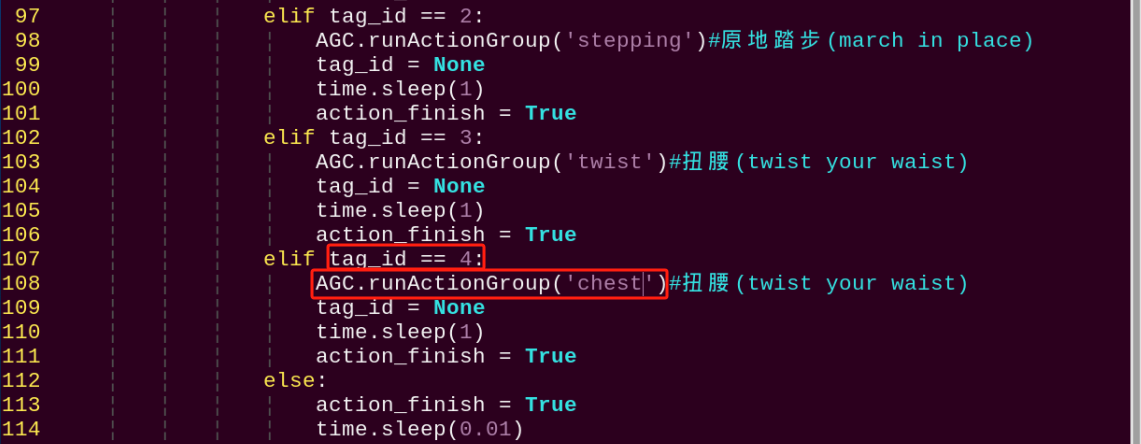 97 elif tag_id == 2:
98 AGC.runActionGroup('stepping')#原地踏步(march in place)
99 tag_id = None
100 time.sleep(1)
101 action_finish = True
102 elif tag_id == 3:
103 AGC.runActionGroup('twist')#扭腰(twist your waist)
104 tag_id = None
105 time.sleep(1)
106 action_finish = True
107 elif tag_id == 4:
108 AGC.runActionGroup('chest')#扭腰(twist your waist)
109 tag_id = None
110 time.sleep(1)
111 action_finish = True
112 else:
113 action_finish = True
114 time.sleep(0.01)